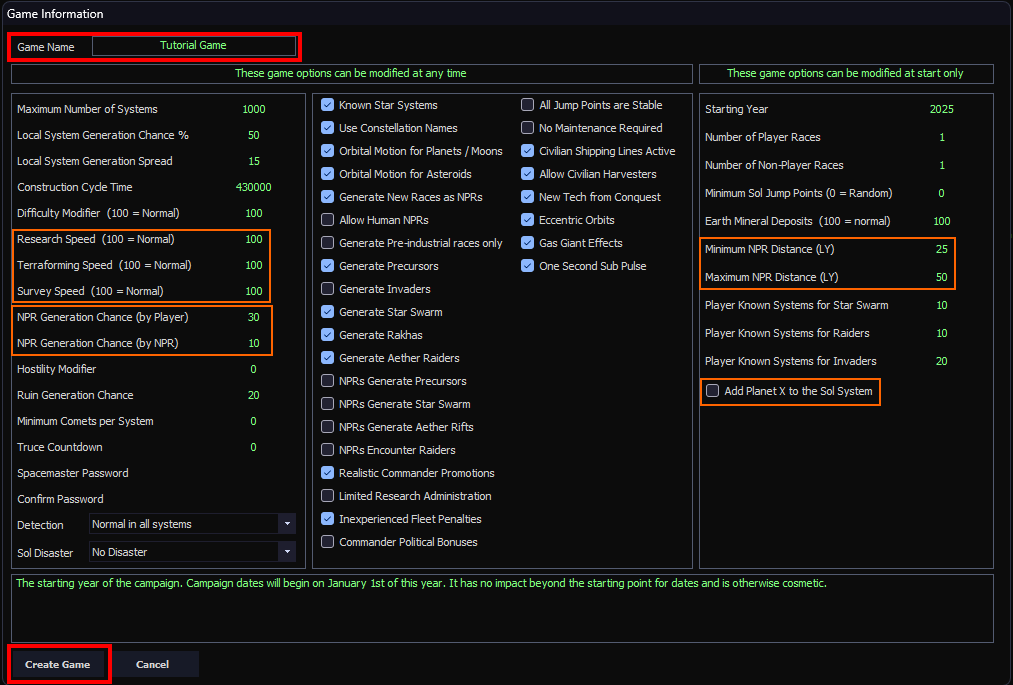 Game Information
Game Name Tutorial Game
These game options can be modified at any time
These game options can be modified at start only
Maximum Number of Systems 1000
Local System Generation Chance % 50
Local System Generation Spread 15
Construction Cycle Time 430000
Difficulty Modifier (100 = Normal) 100
Research Speed (100 = Normal) 100
Terraforming Speed (100 = Normal) 100
Survey Speed (100 = Normal) 100
NPR Generation Chance (by Player) 30
NPR Generation Chance (by NPR) 10
Hostility Modifier 0
Ruin Generation Chance 20
Minimum Comets per System 0
Truce Countdown 0
Spacemaster Password
Confirm Password
Detection Normal in all systems
Sol Disaster No Disaster
Known Star Systems
Use Constellation Names
Orbital Motion for Planets / Moons
Orbital Motion for Asteroids
Generate New Races as NPRs
Allow Human NPRs
Generate Pre-industrial races only
Generate Precursors
Generate Invaders
Generate Star Swarm
Generate Rakhas
Generate Aether Raiders
NPRs Generate Precursors
NPRs Generate Star Swarm
NPRs Generate Aether Rifts
NPRs Encounter Raiders
Realistic Commander Promotions
Limited Research Administration
Inexperienced Fleet Penalties
Commander Political Bonuses
All Jump Points are Stable
No Maintenance Required
Civilian Shipping Lines Active
Allow Civilian Harvesters
New Tech from Conquest
Eccentric Orbits
Gas Giant Effects
One Second Sub Pulse
Starting Year 2025
Number of Player Races 1
Number of Non-Player Races 1
Minimum Sol Jump Points (0 = Random) 0
Earth Mineral Deposits (100 = normal) 100
Minimum NPR Distance (LY) 25
Maximum NPR Distance (LY) 50
Player Known Systems for Star Swarm 10
Player Known Systems for Raiders 10
Player Known Systems for Invaders 20
Add Planet X to the Sol System
The starting year of the campaign. Campaign dates will begin on January 1st of this year. It has no impact beyond the starting point for dates and is otherwise cosmetic.
Create Game Cancel